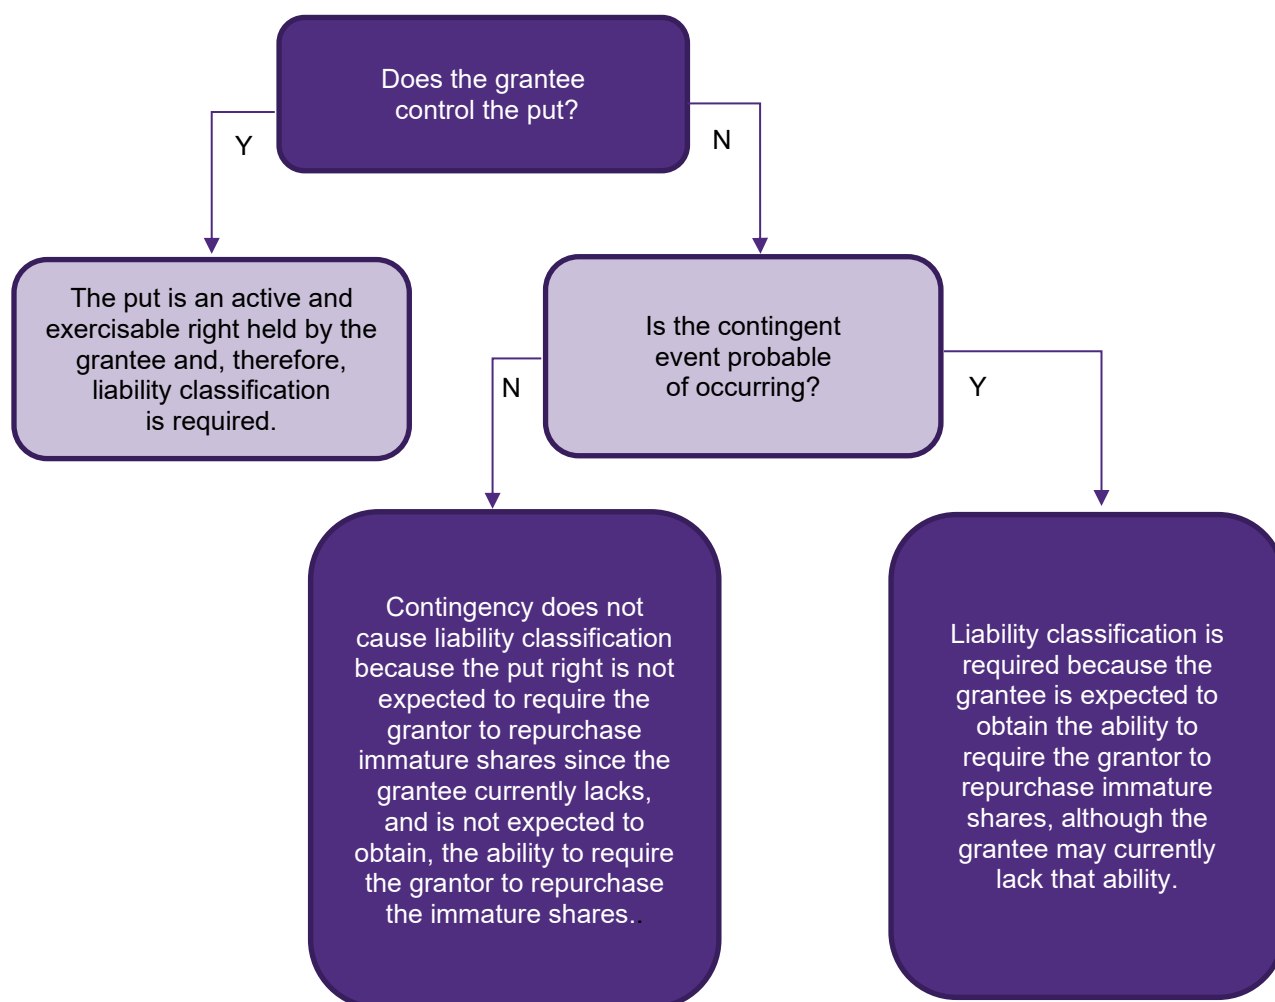 Does the grantee
control the put?
Y
N
The put is an active and
exercisable right held by the
grantee and, therefore,
liability classification
is required.
Is the contingent
event probable
of occurring?
N
Y
Contingency does not
cause liability classification
because the put right is not
expected to require the
grantor to repurchase
immature shares since the
grantee currently lacks,
and is not expected to
obtain, the ability to require
the grantor to repurchase
the immature shares..
Liability classification is
required because the
grantee is expected to
obtain the ability to
require the grantor to
repurchase immature
shares, although the
grantee may currently
lack that ability.